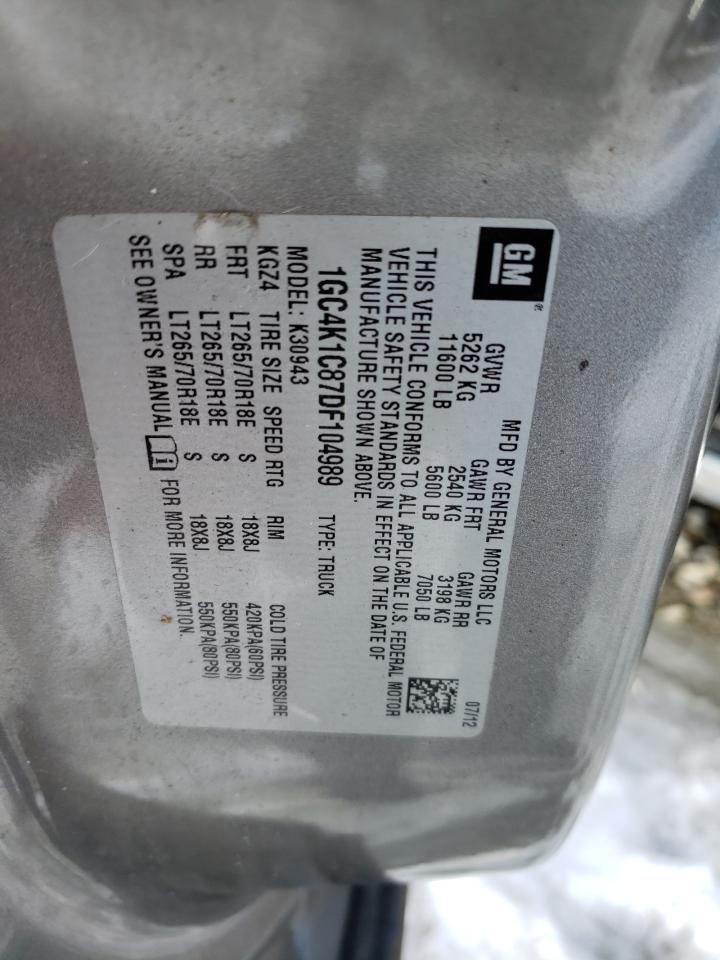 GM
MFD BY GENERAL MOTORS LLC 07/12
GVWR GAWR FRT GAWR RR
5262 KG 2540 KG 3198 KG
11600 LB 5600 LB 7050 LB
THIS VEHICLE CONFORMS TO ALL APPLICABLE U.S. FEDERAL MOTOR
VEHICLE SAFETY STANDARDS IN EFFECT ON THE DATE OF
MANUFACTURE SHOWN ABOVE.
1GC4K1C87DF104989 TYPE: TRUCK
MODEL: K30943
KGZ4 TIRE SIZE SPEED RTG RIM COLD TIRE PRESSURE
FRT LT265/70R18E S 18X8J 420KPA(60PSI)
RR LT265/70R18E S 18X8J 550KPA(80PSI)
SPA LT265/70R18E S 18X8J 550KPA(80PSI)
SEE OWNER'S MANUAL FOR MORE INFORMATION.